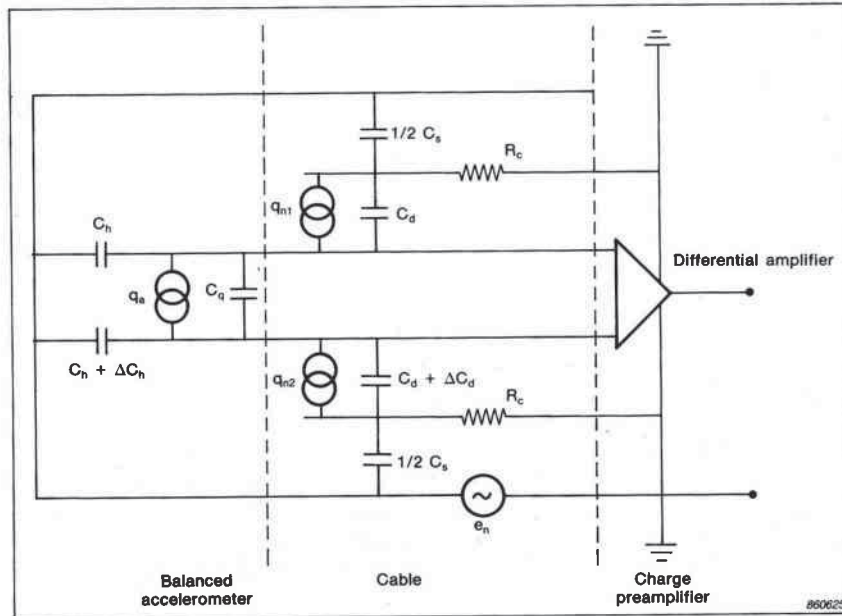 1/2 Cs
Rc
qn1
Cd
Ch
Differential amplifier
qa
Cq
Ch + ΔCh
qn2
Cd + ΔCd
Rc
1/2 Cs
~
en
Balanced accelerometer
Cable
Charge preamplifier
860625